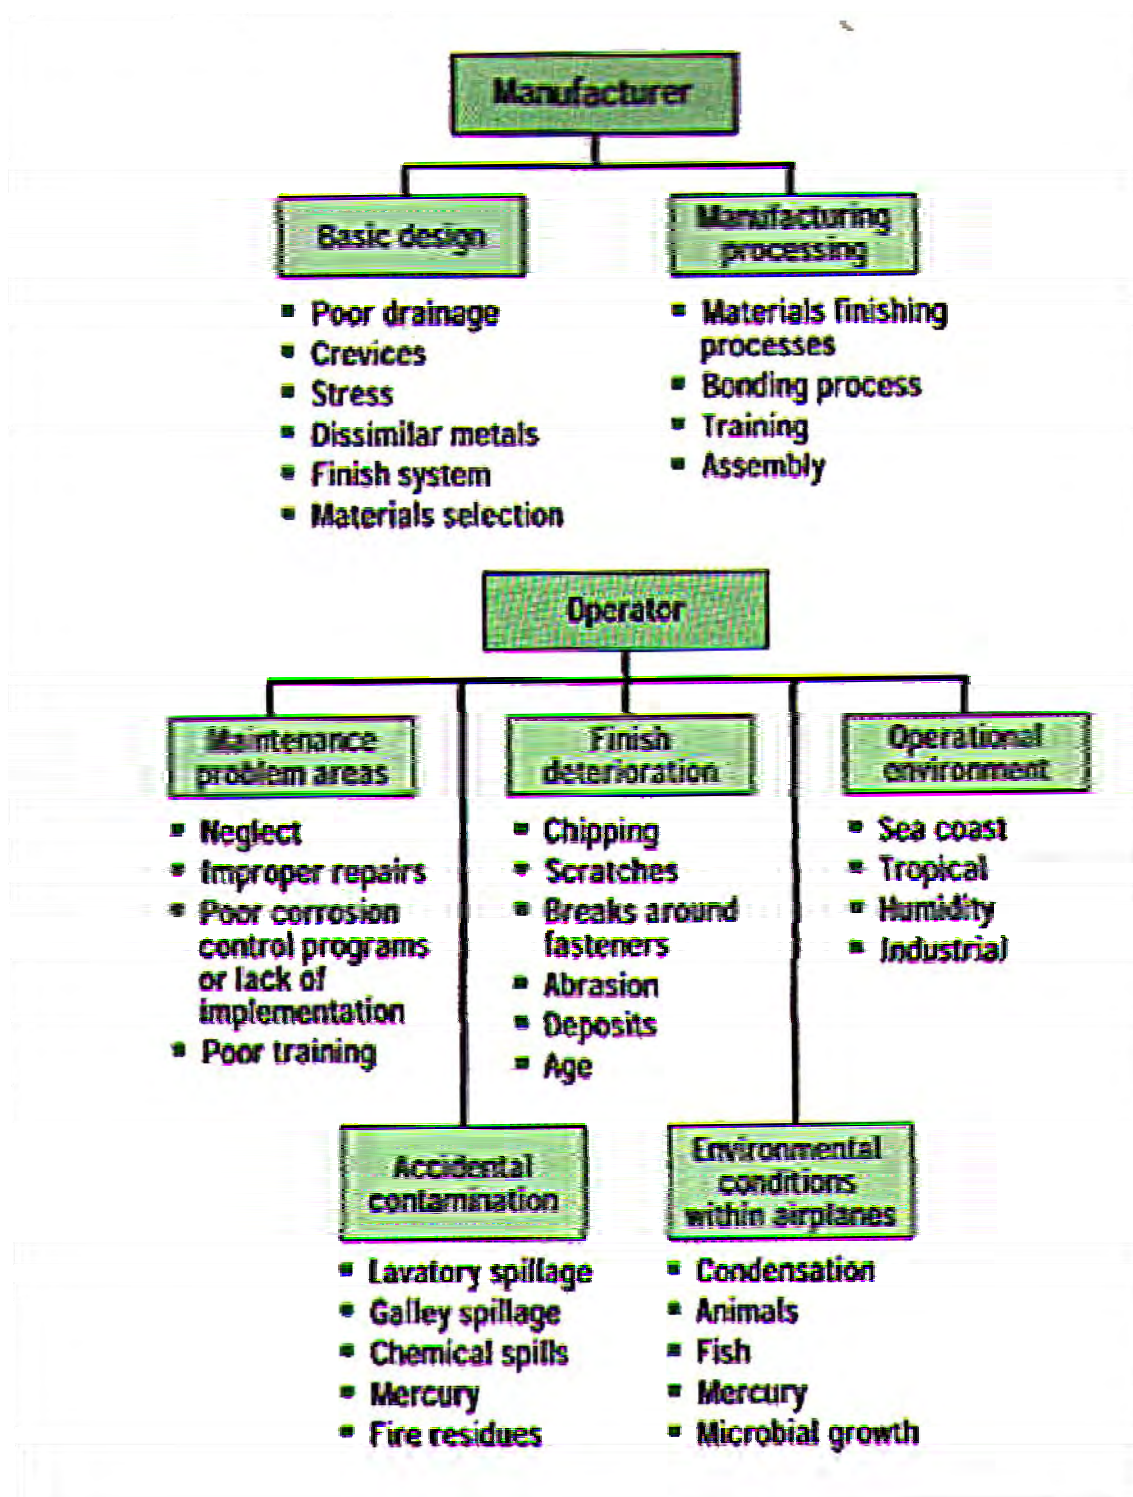 Manufacturer
Basic design
▪ Poor drainage
▪ Crevices
▪ Stress
▪ Dissimilar metals
▪ Finish system
▪ Materials selection
Manufacturing
processing
▪ Materials finishing
processes
▪ Bonding process
▪ Training
▪ Assembly
Operator
Maintenance
problem areas
▪ Neglect
▪ Improper repairs
▪ Poor corrosion
control programs
or lack of
implementation
▪ Poor training
Finish
deterioration
▪ Chipping
▪ Scratches
▪ Breaks around
fasteners
▪ Abrasion
▪ Deposits
▪ Age
Operational
environment
▪ Sea coast
▪ Tropical
▪ Humidity
▪ Industrial
Accidental
contamination
▪ Lavatory spillage
▪ Galley spillage
▪ Chemical spills
▪ Mercury
▪ Fire residues
Environmental
conditions
within airplanes
▪ Condensation
▪ Animals
▪ Fish
▪ Mercury
▪ Microbial growth